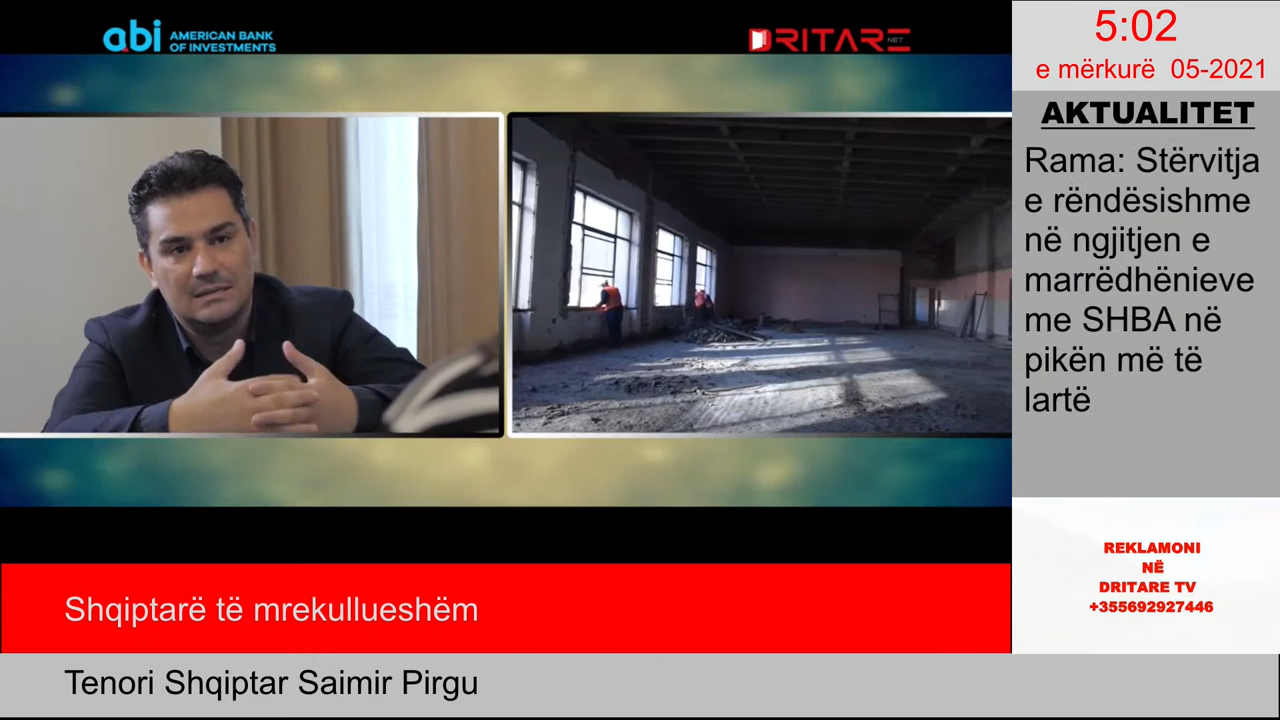 abi AMERICAN BANK
OF INVESTMENTS
DRITARE NET
5:02
e mërkurë 05-2021
AKTUALITET
Rama: Stërvitja
e rëndësishme
në ngjitjen e
marrëdhënieve
me SHBA në
pikën më të
lartë
REKLAMONI
NË
DRITARE TV
+355692927446
Shqiptarë të mrekullueshëm
Tenori Shqiptar Saimir Pirgu